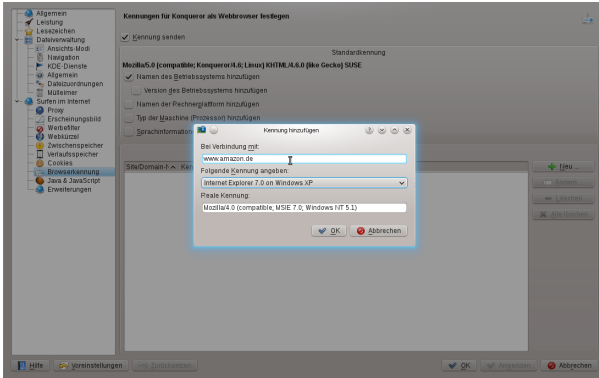 Allgemein
Leistung
Lesezeichen
Dateiverwaltung
Ansichts-Modi
Navigation
KDE-Dienste
Allgemein
Dateizuordnungen
Mülleimer
Surfen im Internet
Proxy
Erscheinungsbild
Werbefilter
Webkürzel
Zwischenspeicher
Verlaufsspeicher
Cookies
Browserkennung
Java & JavaScript
Erweiterungen
Kennungen für Konqueror als Webbrowser festlegen
Kennung senden
Standardkennung
Mozilla/5.0 (compatible; Konqueror/4.6; Linux) KHTML/4.6.0 (like Gecko) SUSE
Namen des Betriebssystems hinzufügen
Version des Betriebssystems hinzufügen
Namen der Rechnerplattform hinzufügen
Typ der Maschine (Prozessor) hinzufügen
Sprachinformation
Site/Domain-N
Ken
Neu ...
Ändern ...
Löschen
Alle löschen
Kennung hinzufügen
Bei Verbindung mit:
www.amazon.de
Folgende Kennung angeben:
Internet Explorer 7.0 on Windows XP
Reale Kennung:
Mozilla/4.0 (compatible; MSIE 7.0; Windows NT 5.1)
OK Abbrechen
Hilfe Voreinstellungen Zurücksetzen OK Anwenden Abbrechen